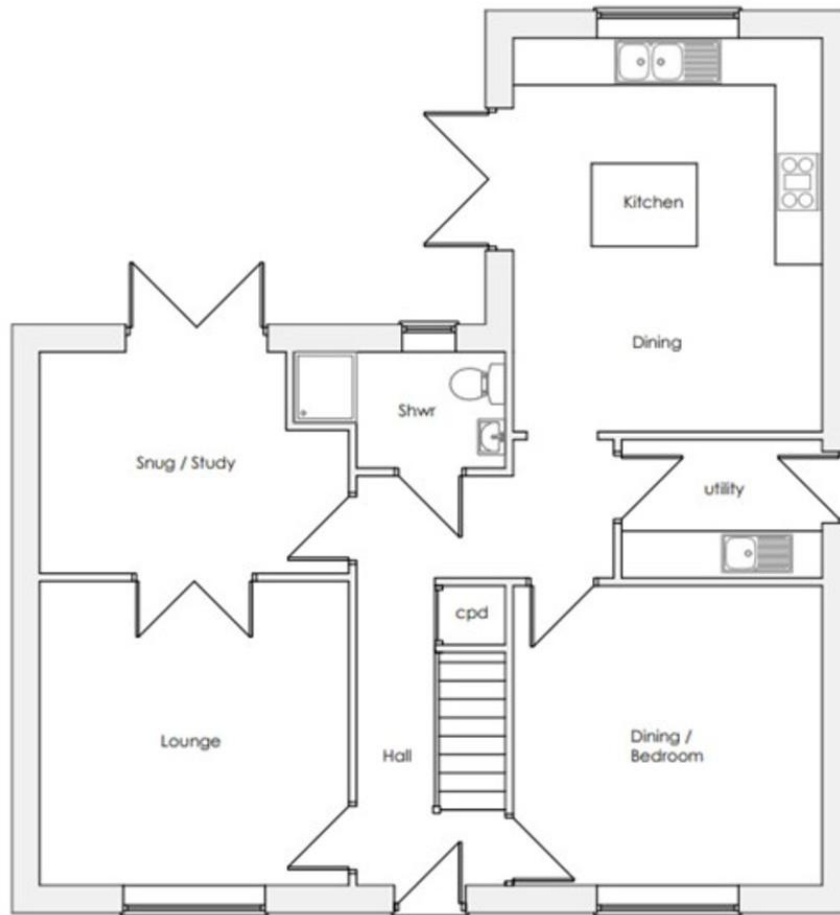 Kitchen
Dining
Shwr
Snug / Study
utility
cpd
Lounge
Hall
Dining /
Bedroom